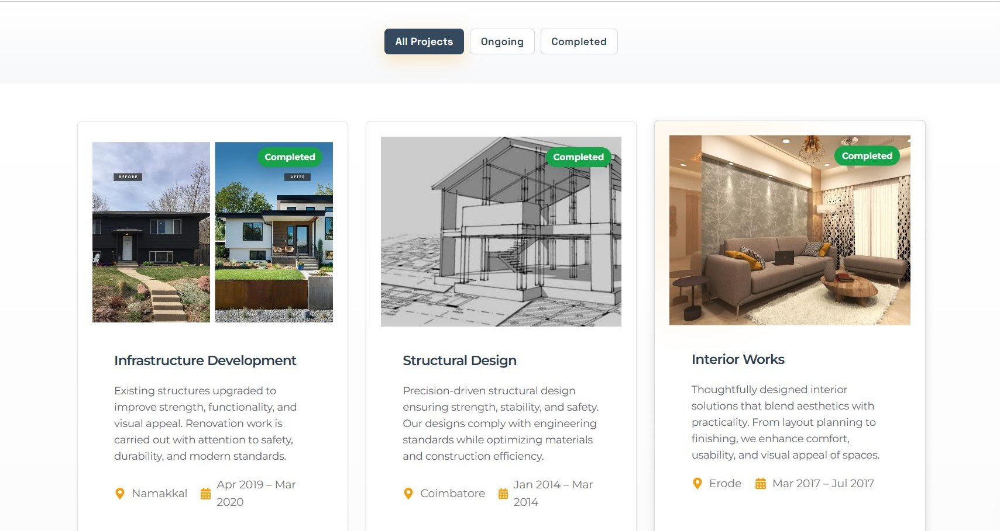 All Projects
Ongoing
Completed
Completed
BEFORE
AFTER
Infrastructure Development
Existing structures upgraded to
improve strength, functionality, and
visual appeal. Renovation work is
carried out with attention to safety,
durability, and modern standards.
Namakkal
Apr 2019 – Mar
2020
Completed
Structural Design
Precision-driven structural design
ensuring strength, stability, and safety.
Our designs comply with engineering
standards while optimizing materials
and construction efficiency.
Coimbatore
Jan 2014 – Mar
2014
Completed
Interior Works
Thoughtfully designed interior
solutions that blend aesthetics with
practicality. From layout planning to
finishing, we enhance comfort,
usability, and visual appeal of spaces.
Erode
Mar 2017 – Jul 2017